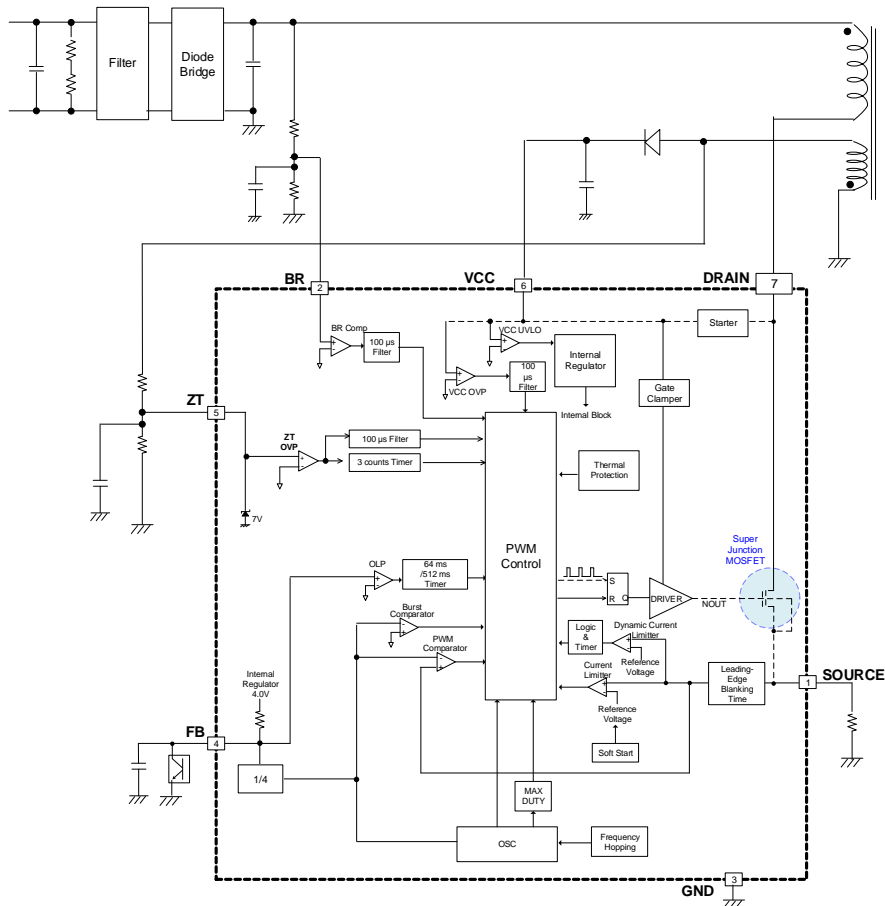 Filter
Diode
Bridge
BR
VCC
DRAIN
2
6
7
BR Comp
100 µs
Filter
VCC UVLO
VCC OVP
100
µs
Filter
Internal
Regulator
Internal Block
Starter
Gate
Clamper
ZT
5
ZT
OVP
100 µs Filter
3 counts Timer
7V
Thermal
Protection
PWM
Control
OLP
64 ms
/512 ms
Timer
Burst
Comparator
PWM
Comparator
S
R
Q
DRIVER
NOUT
Super
Junction
MOSFET
Logic
&
Timer
Dynamic Current
Limitter
Reference
Voltage
Current
Limitter
Reference
Voltage
Soft Start
Leading-
Edge
Blanking
Time
1
SOURCE
Internal
Regulator
4.0V
FB
4
1/4
MAX
DUTY
OSC
Frequency
Hopping
3
GND
+
-
+
-
+
-
+
-
+
-
-
+
-
+
+
-
+
-